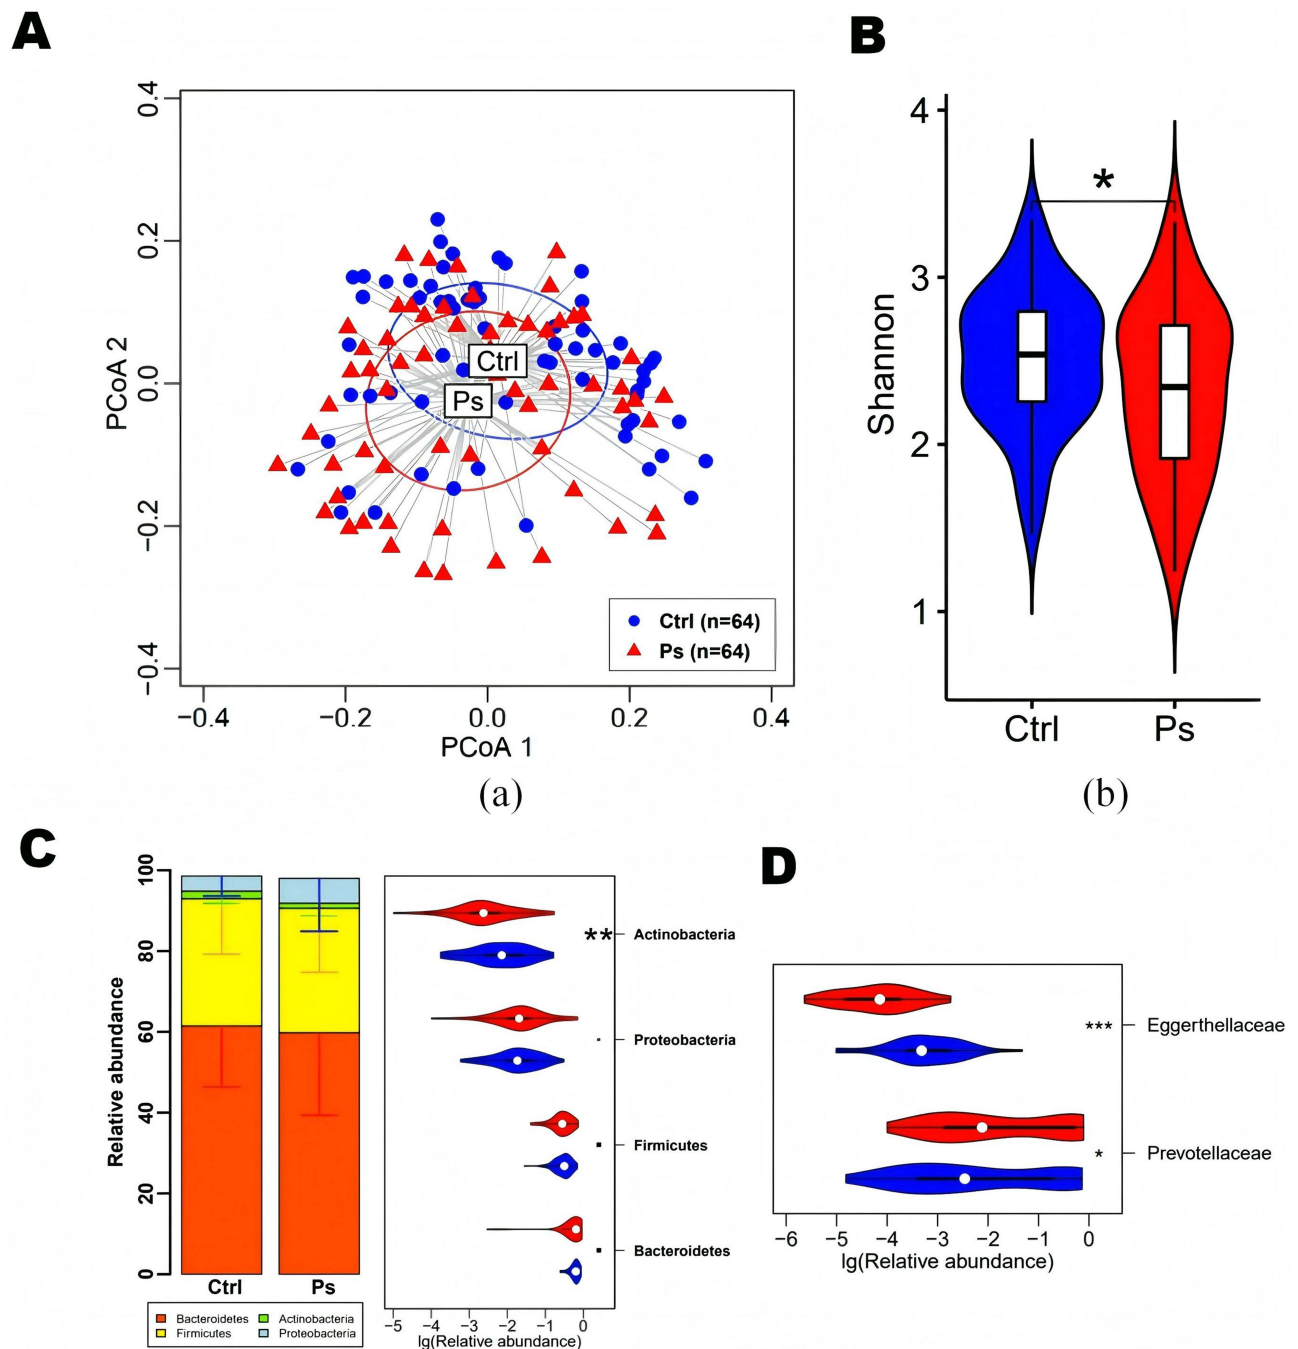 A
B
0.4
0.2
0.0
−0.2
−0.4
PCoA 2
Ctrl
Ps
Ctrl (n=64)
Ps (n=64)
−0.4
−0.2
0.0
0.2
0.4
PCoA 1
(a)
4
3
2
1
Shannon
*
Ctrl
Ps
(b)
C
D
100
80
60
40
20
0
Relative abundance
Ctrl
Ps
Bacteroidetes
Actinobacteria
Firmicutes
Proteobacteria
** Actinobacteria
Proteobacteria
Firmicutes
Bacteroidetes
−5 −4 −3 −2 −1 0
lg(Relative abundance)
*** Eggerthellaceae
* Prevotellaceae
−6 −5 −4 −3 −2 −1 0
lg(Relative abundance)